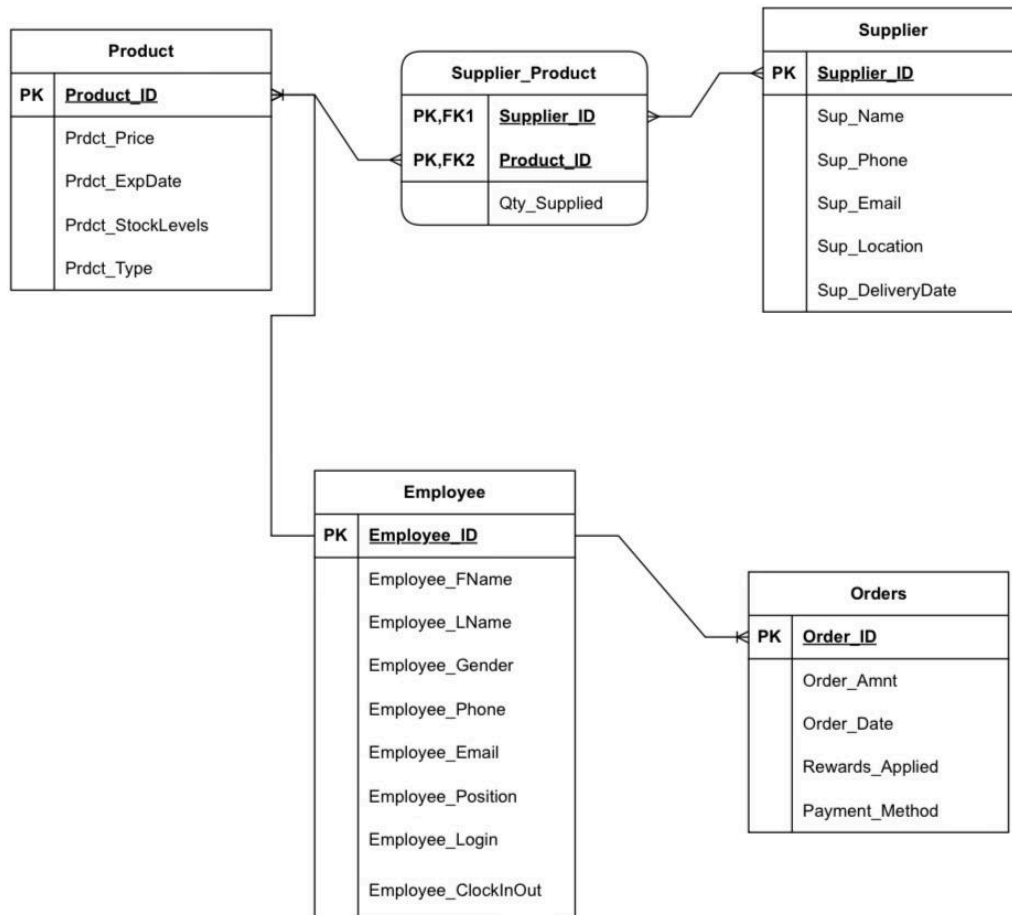 Product
PK Product_ID
Prdct_Price
Prdct_ExpDate
Prdct_StockLevels
Prdct_Type
Supplier_Product
PK,FK1 Supplier_ID
PK,FK2 Product_ID
Qty_Supplied
Supplier
PK Supplier_ID
Sup_Name
Sup_Phone
Sup_Email
Sup_Location
Sup_DeliveryDate
Employee
PK Employee_ID
Employee_FName
Employee_LName
Employee_Gender
Employee_Phone
Employee_Email
Employee_Position
Employee_Login
Employee_ClockInOut
Orders
PK Order_ID
Order_Amnt
Order_Date
Rewards_Applied
Payment_Method